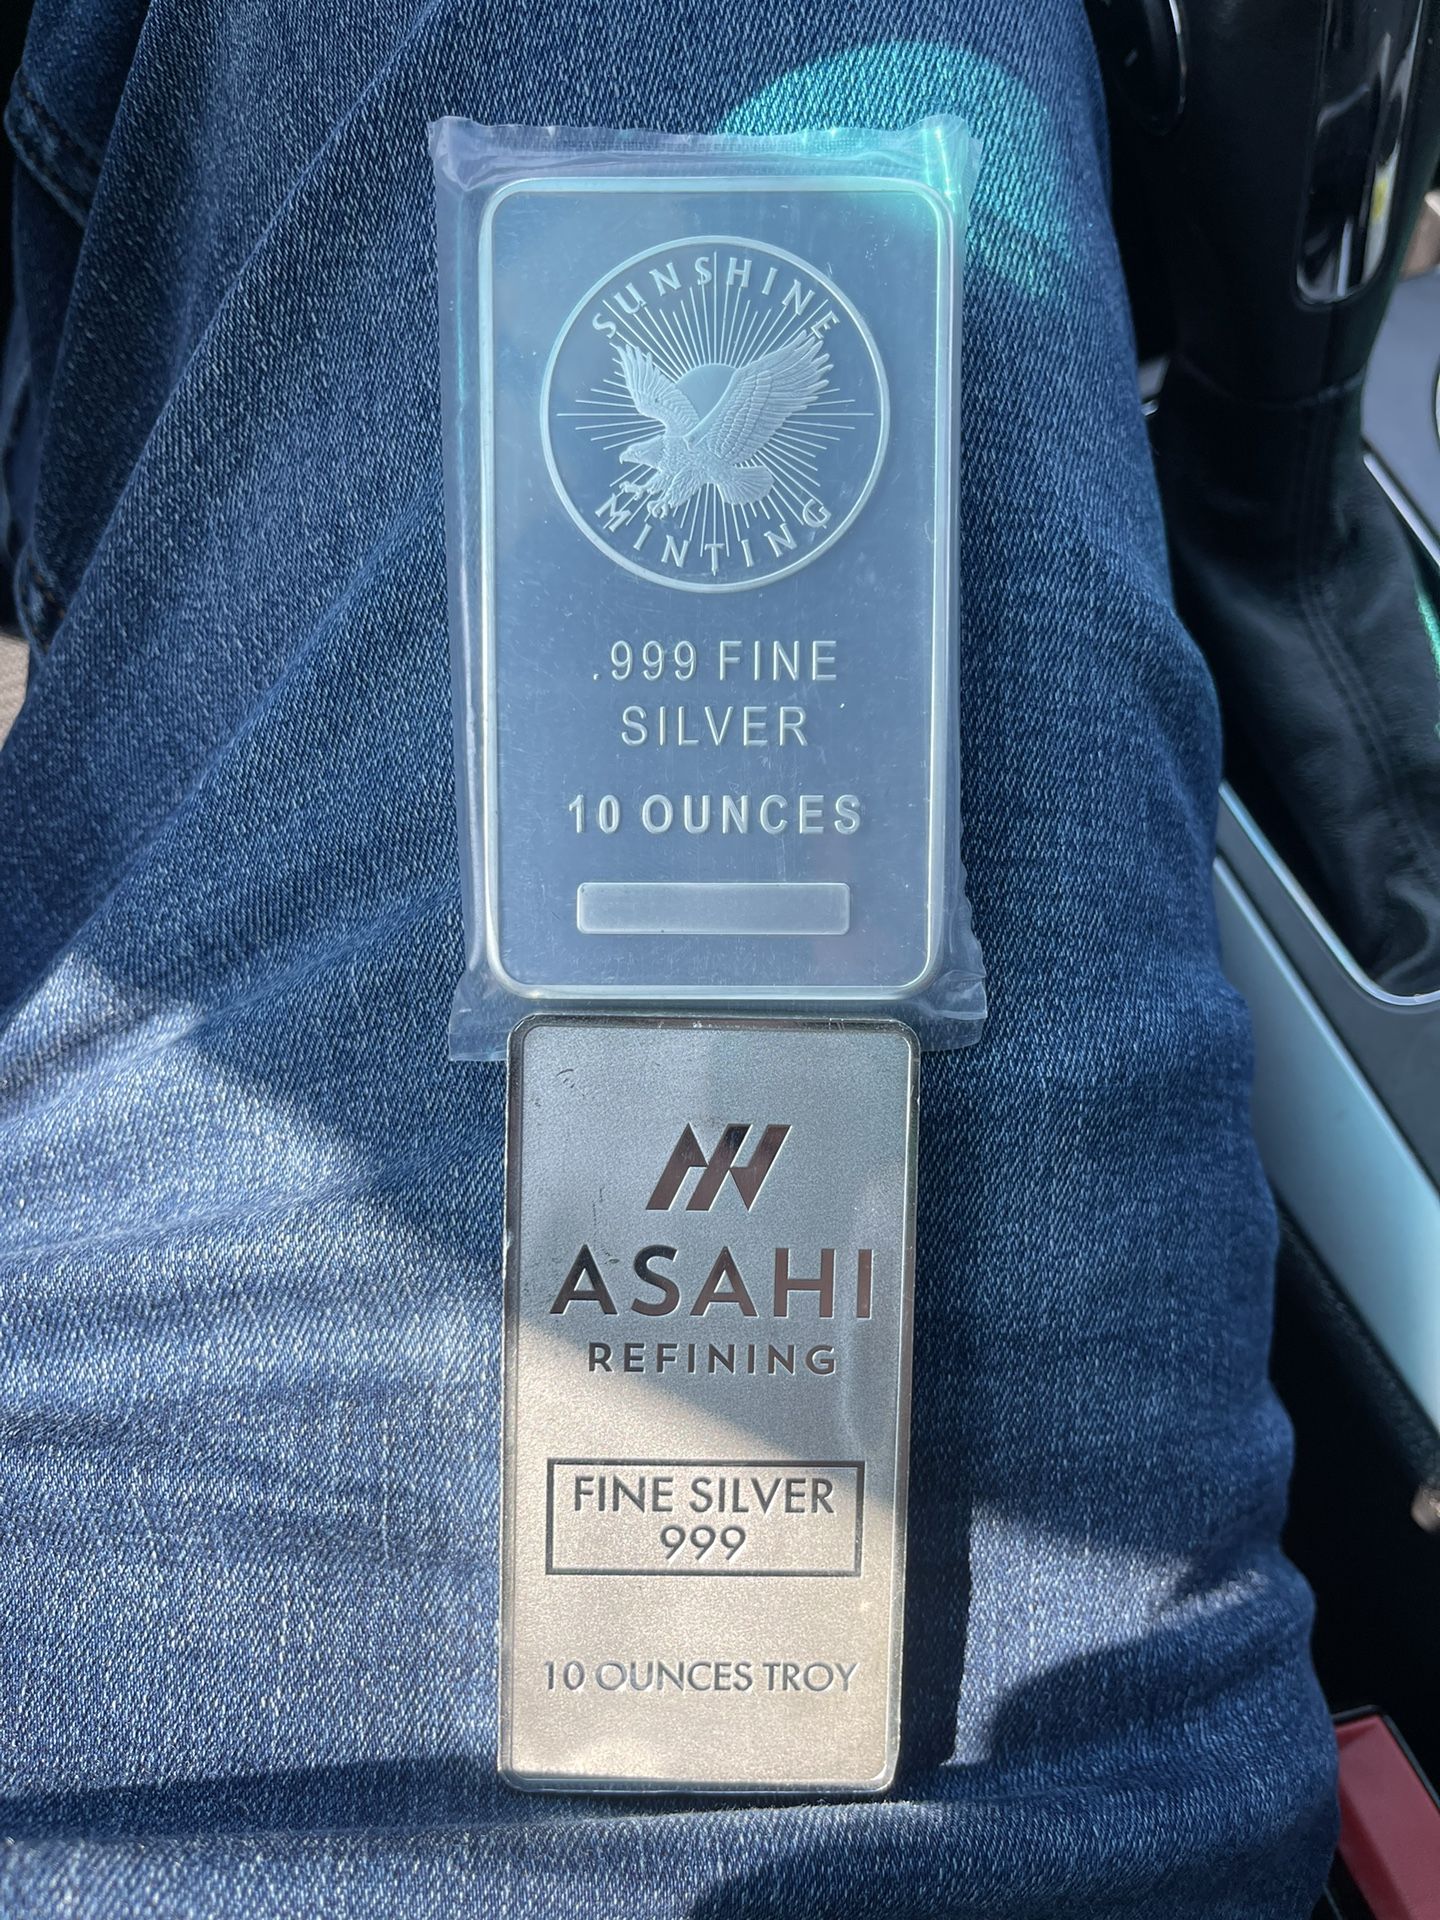 SUNSHINE
MINTING
.999 FINE
SILVER
10 OUNCES
ASAHI
REFINING
FINE SILVER
999
10 OUNCES TROY